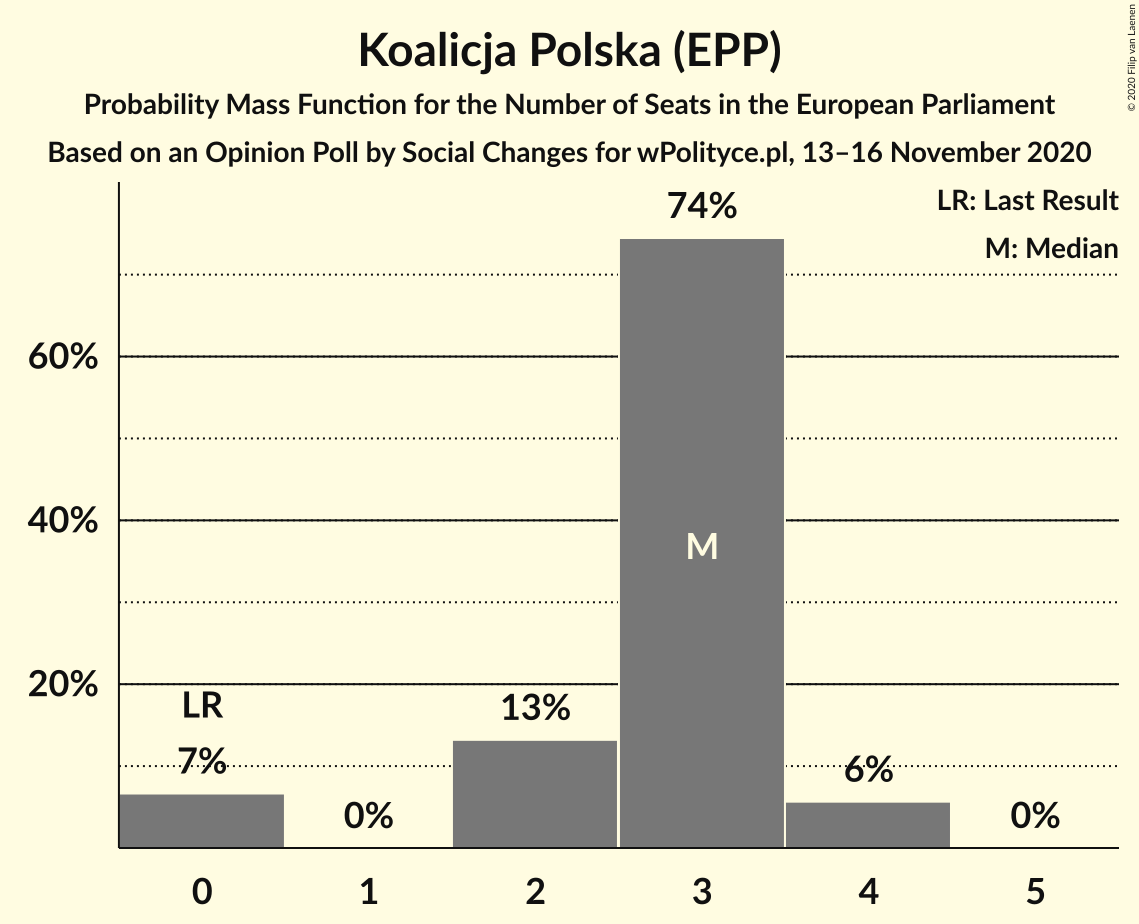 Koalicja Polska (EPP)
Probability Mass Function for the Number of Seats in the European Parliament
Based on an Opinion Poll by Social Changes for wPolityce.pl, 13–16 November 2020
© 2020 Filip van Laenen
LR: Last Result
M: Median
74%
60%
40%
M
20%
LR
13%
7%
6%
0%
0%
0 1 2 3 4 5